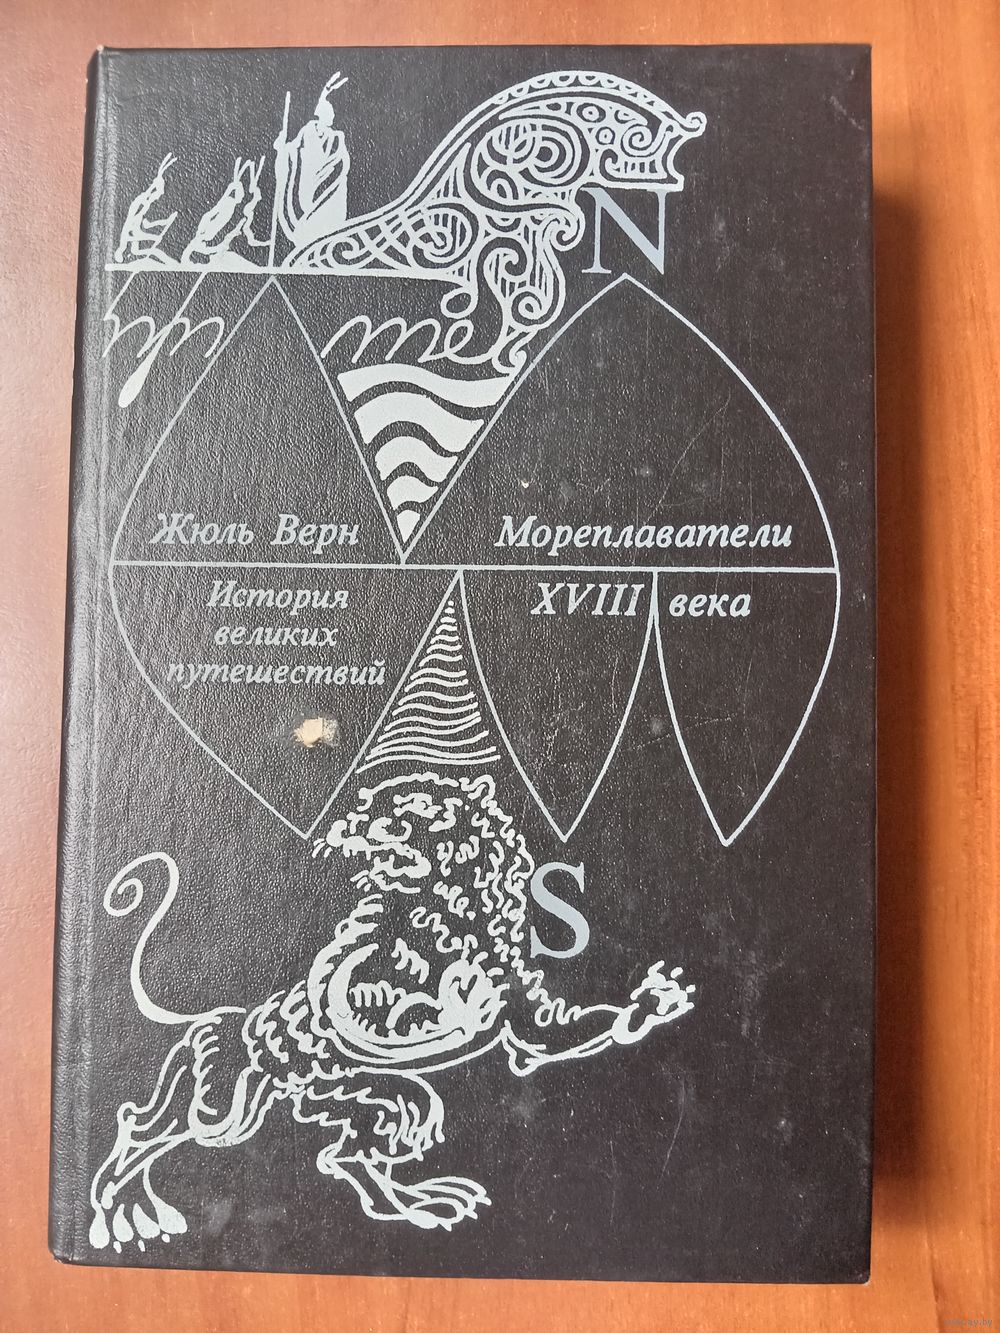 N
Жюль Верн
История
великих
путешествий
Мореплаватели
XVIII века
S